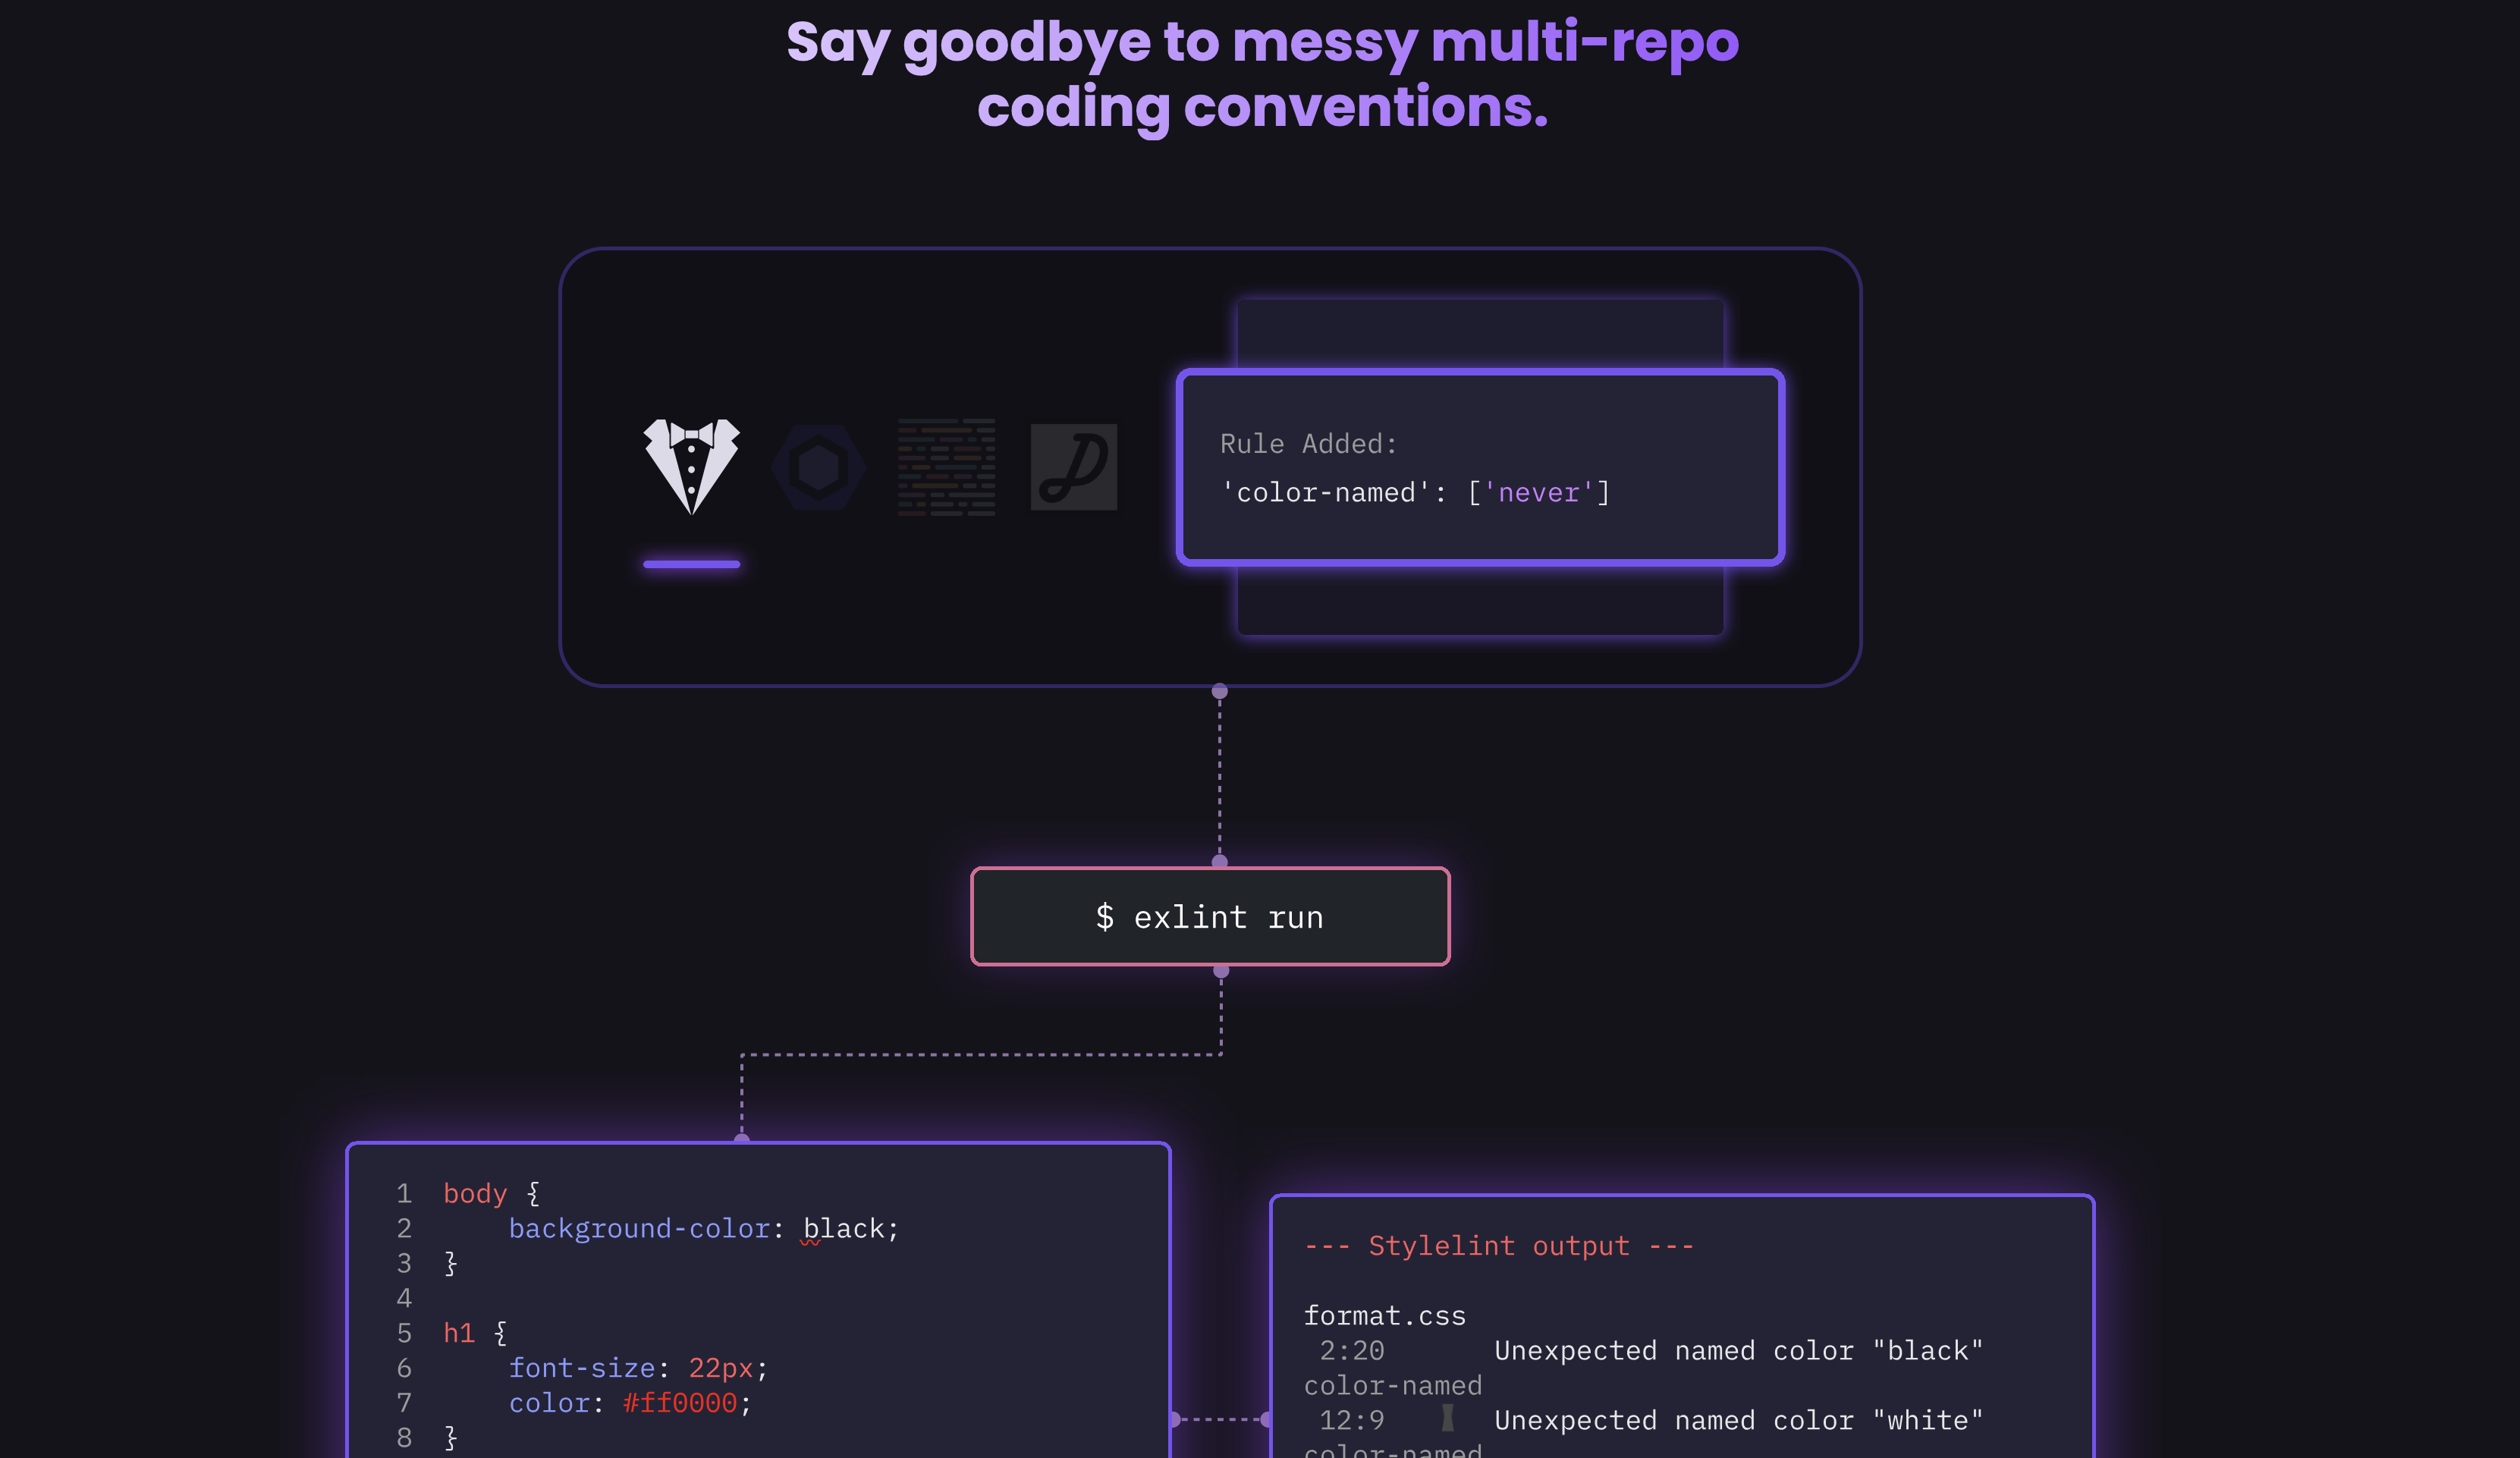 Say goodbye to messy multi-repo
coding conventions.
Rule Added:
'color-named': ['never']
$ exlint run
1 body {
2 background-color: black;
3 }
4
5 h1 {
6 font-size: 22px;
7 color: #ff0000;
8 }
--- Stylelint output ---
format.css
2:20 Unexpected named color "black"
color-named
12:9 Unexpected named color "white"
color-named